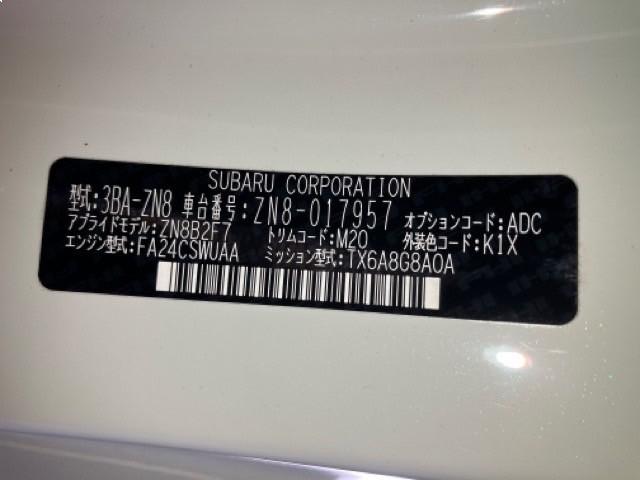 SUBARU CORPORATION
型式:3BA-ZN8 車台番号:ZN8-017957 オプションコード:ADC
アプライドモデル:ZN8B2F7 トリムコード:M20 外装色コード:K1X
エンジン型式:FA24CSWUAA ミッション型式:TX6A8G8A0A